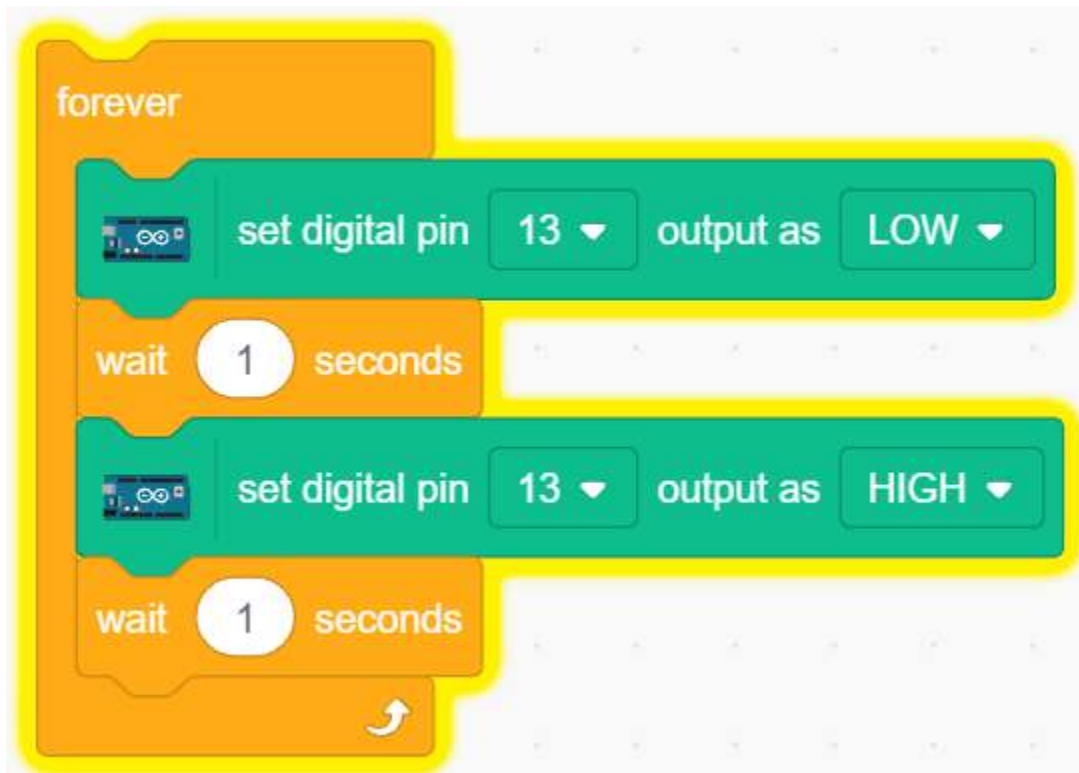 forever
set digital pin 13 output as LOW
wait 1 seconds
set digital pin 13 output as HIGH
wait 1 seconds